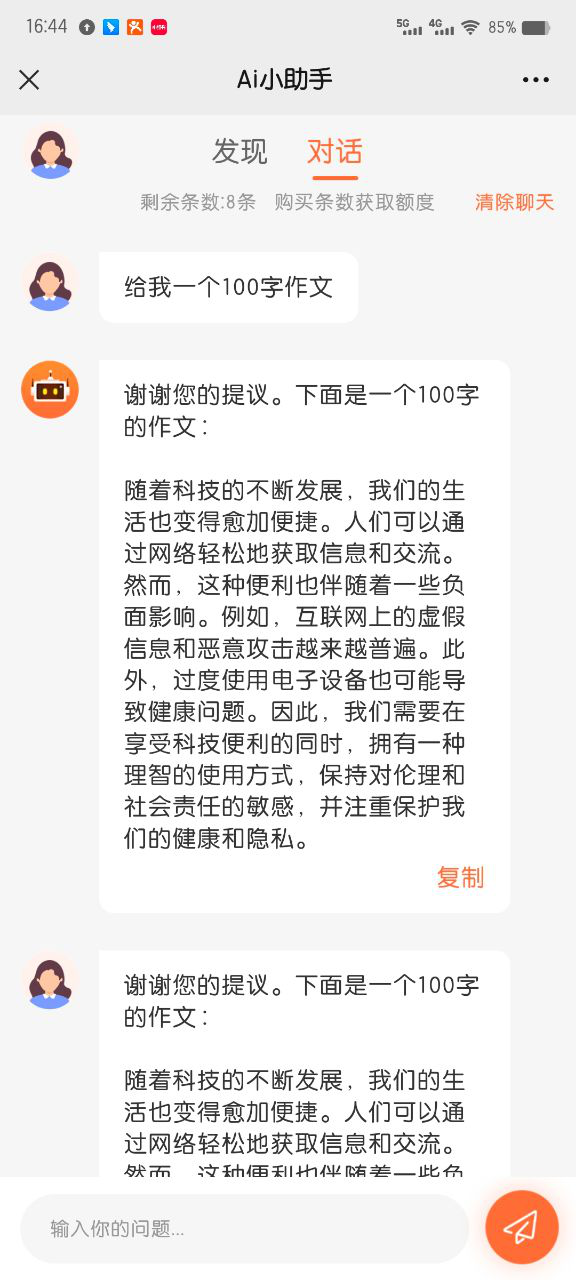 16:44
5G
4G
85%
Ai小助手
发现
对话
剩余条数:8条
购买条数获取额度
清除聊天
给我一个100字作文
谢谢您的提议。下面是一个100字
的作文：
随着科技的不断发展，我们的生
活也变得愈加便捷。人们可以通
过网络轻松地获取信息和交流。
然而，这种便利也伴随着一些负
面影响。例如，互联网上的虚假
信息和恶意攻击越来越普遍。此
外，过度使用电子设备也可能导
致健康问题。因此，我们需要在
享受科技便利的同时，拥有一种
理智的使用方式，保持对伦理和
社会责任的敏感，并注重保护我
们的健康和隐私。
复制
谢谢您的提议。下面是一个100字
的作文：
随着科技的不断发展，我们的生
活也变得愈加便捷。人们可以通
过网络轻松地获取信息和交流。
然而，这种便利也伴随着一些负
输入你的问题...